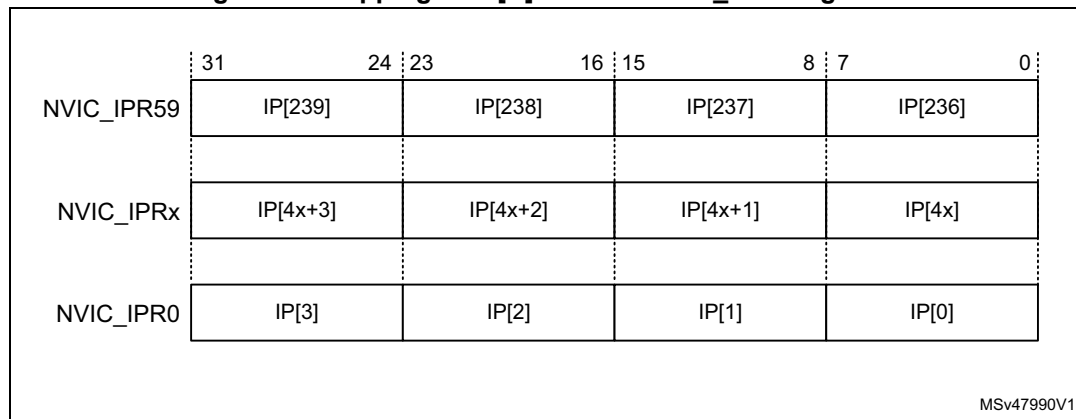 31 24 23 16 15 8 7 0
NVIC_IPR59 IP[239] IP[238] IP[237] IP[236]
NVIC_IPRx IP[4x+3] IP[4x+2] IP[4x+1] IP[4x]
NVIC_IPR0 IP[3] IP[2] IP[1] IP[0]
MSv47990V1